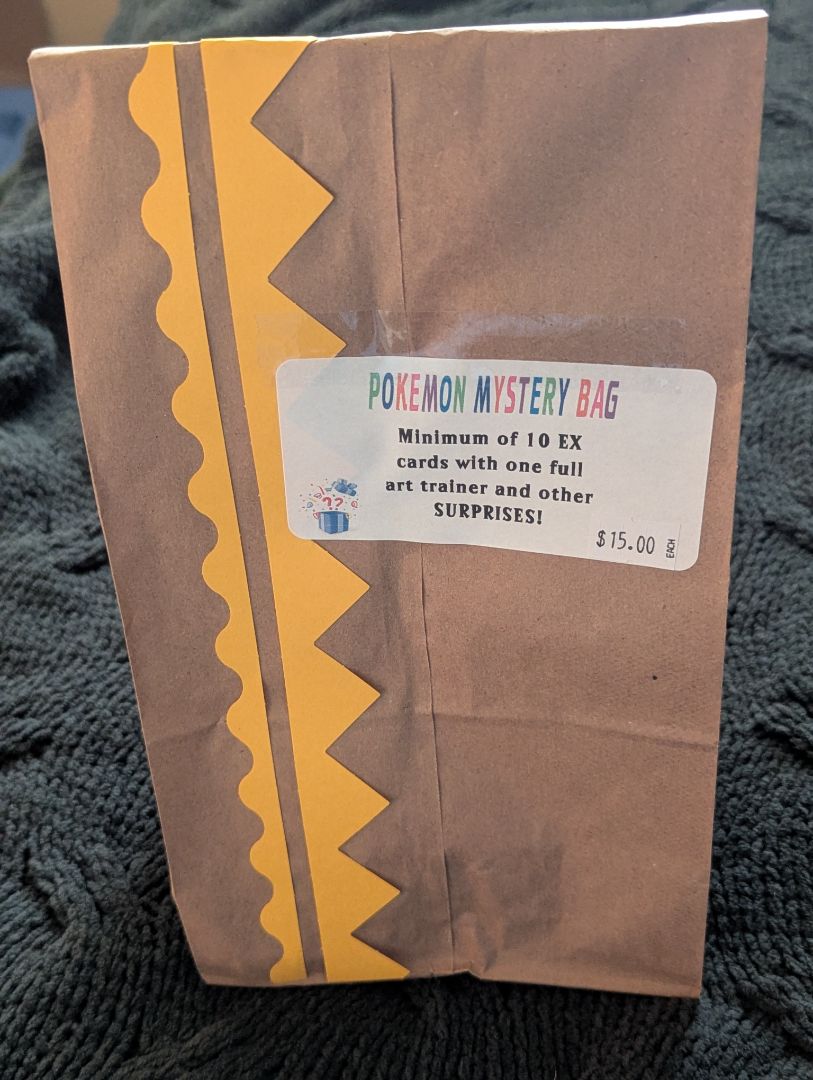 POKEMON MYSTERY BAG
Minimum of 10 EX
cards with one full
art trainer and other
SURPRISES!
??
$15.00 EACH